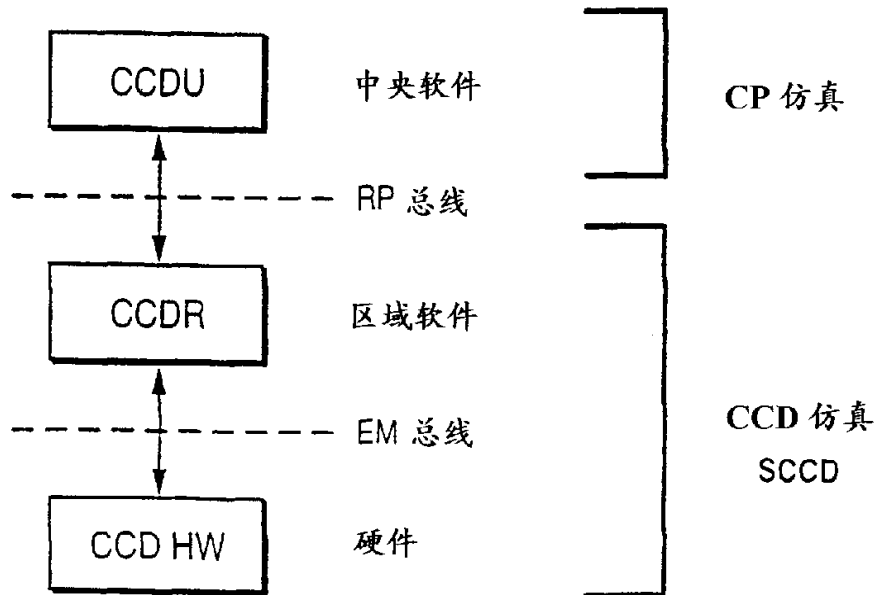 CCDU 中央软件
CP 仿真
RP 总线
CCDR 区域软件
EM 总线
CCD 仿真
SCCD
CCD HW 硬件